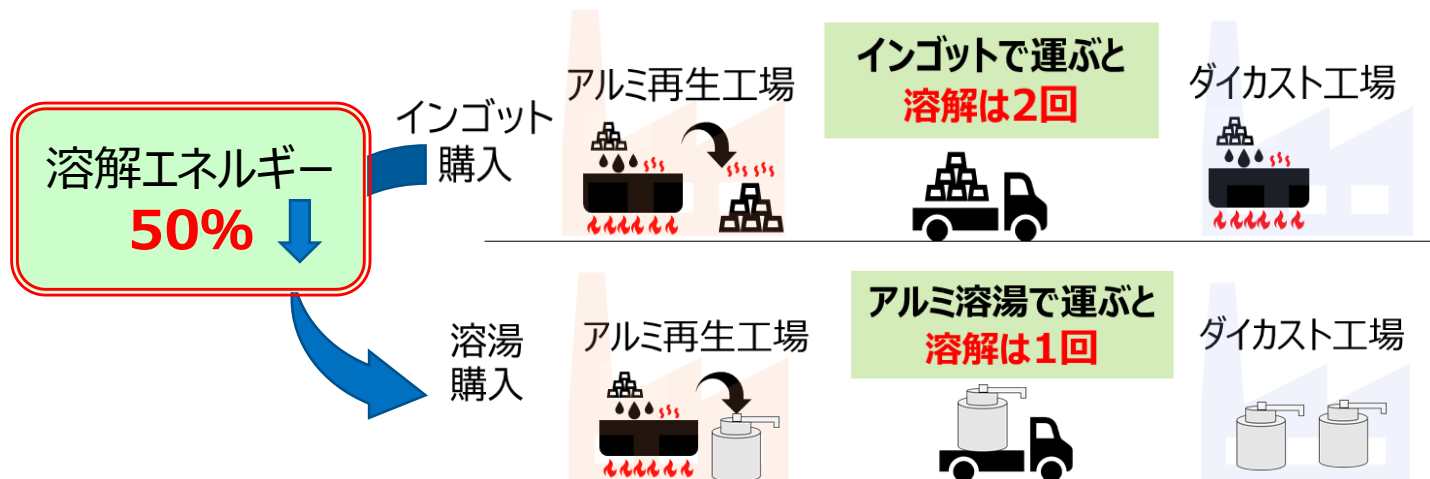 溶解エネルギー
50%
インゴット
購入
アルミ再生工場
インゴットで運ぶと
溶解は2回
ダイカスト工場
溶湯
購入
アルミ再生工場
アルミ溶湯で運ぶと
溶解は1回
ダイカスト工場